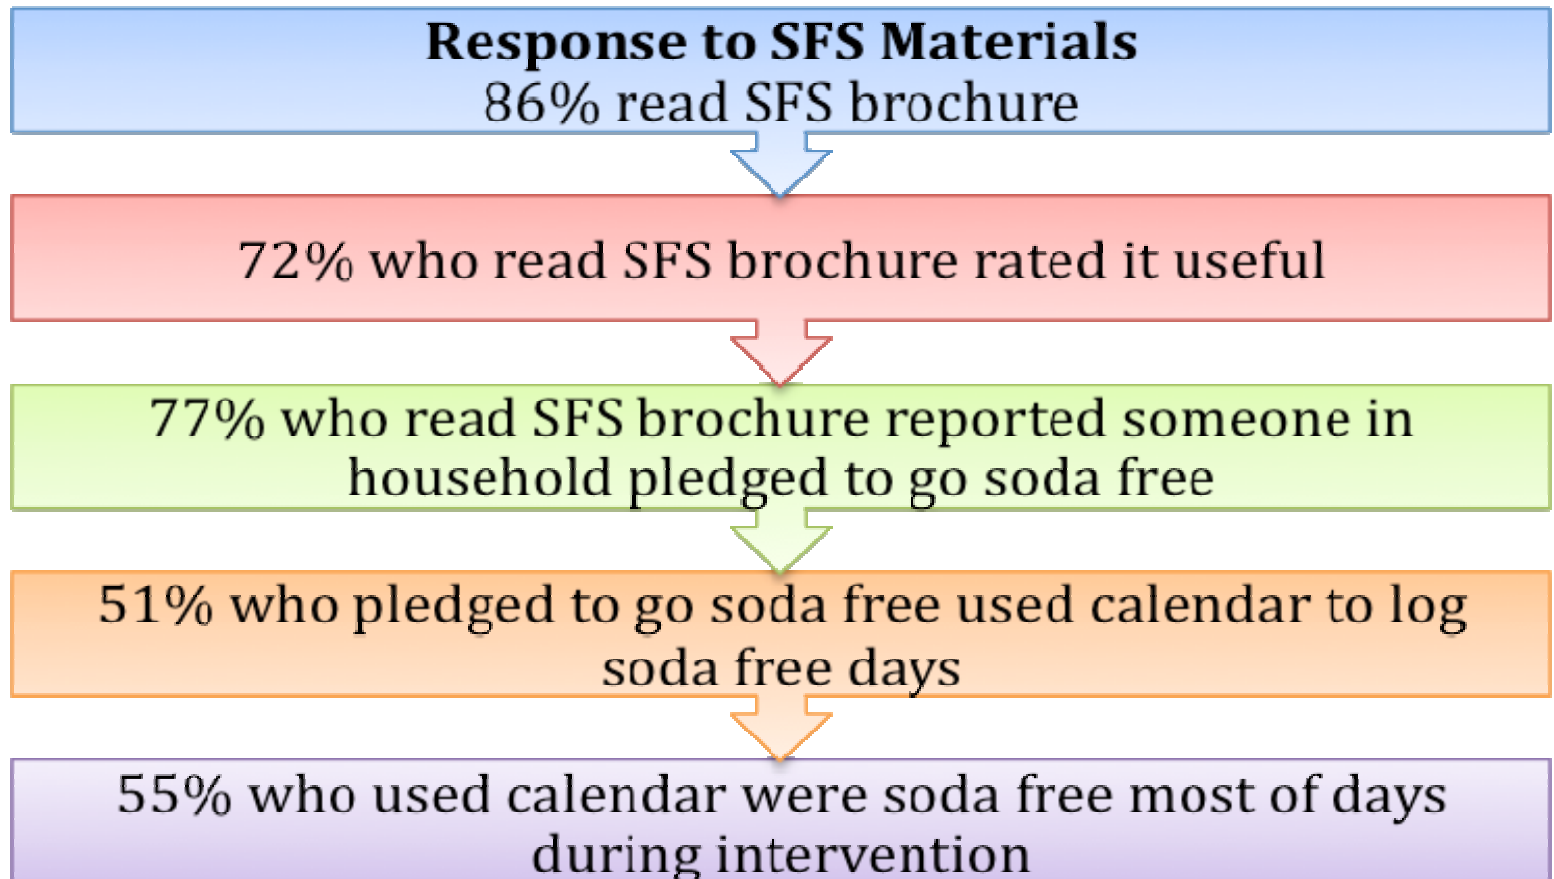 Response to SFS Materials
86% read SFS brochure
72% who read SFS brochure rated it useful
77% who read SFS brochure reported someone in
household pledged to go soda free
51% who pledged to go soda free used calendar to log
soda free days
55% who used calendar were soda free most of days
during intervention